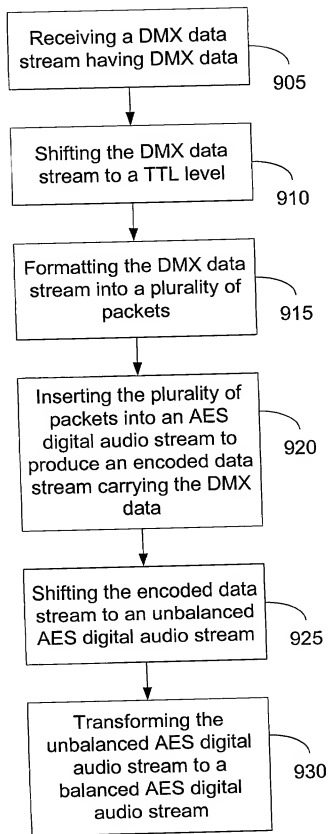 Receiving a DMX data
stream having DMX data
905
Shifting the DMX data
stream to a TTL level
910
Formatting the DMX data
stream into a plurality of
packets
915
Inserting the plurality of
packets into an AES
digital audio stream to
produce an encoded data
stream carrying the DMX
data
920
Shifting the encoded data
stream to an unbalanced
AES digital audio stream
925
Transforming the
unbalanced AES digital
audio stream to a
balanced AES digital
audio stream
930